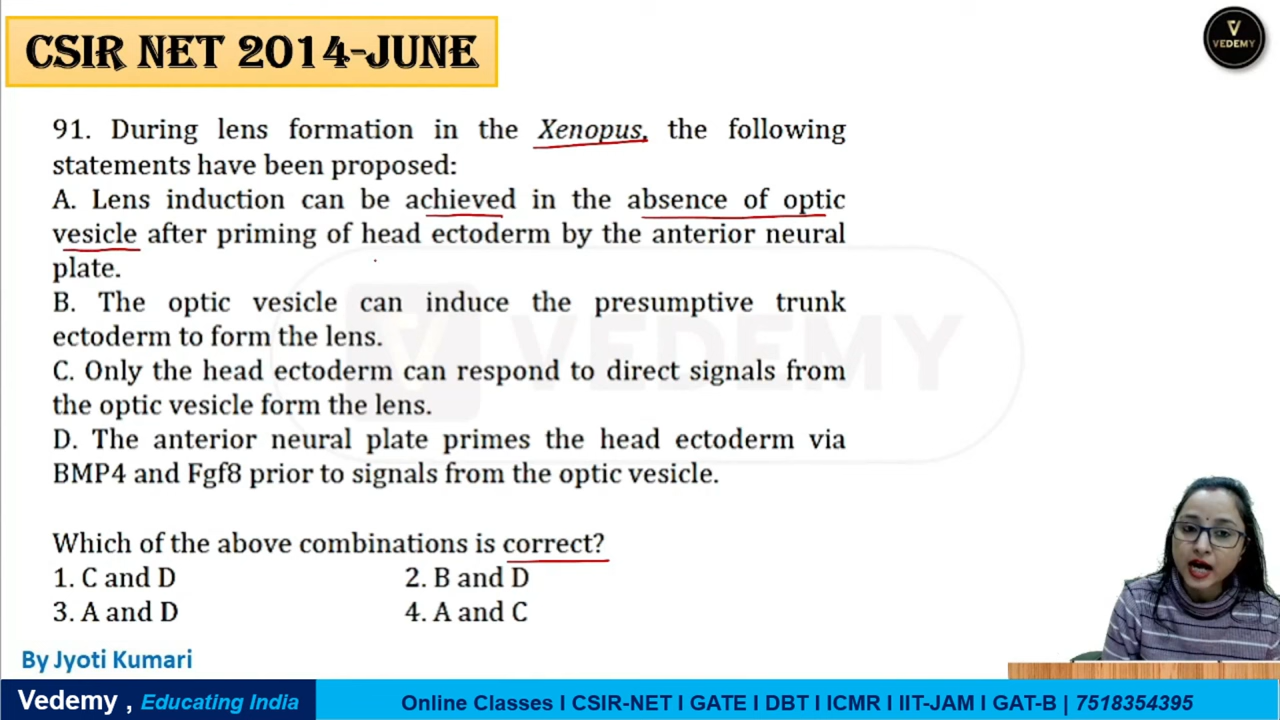 CSIR NET 2014-JUNE
VEDEMY
91. During lens formation in the Xenopus, the following
statements have been proposed:
A. Lens induction can be achieved in the absence of optic
vesicle after priming of head ectoderm by the anterior neural
plate.
B. The optic vesicle can induce the presumptive trunk
ectoderm to form the lens.
C. Only the head ectoderm can respond to direct signals from
the optic vesicle form the lens.
D. The anterior neural plate primes the head ectoderm via
BMP4 and Fgf8 prior to signals from the optic vesicle.
VEDEMY
Which of the above combinations is correct?
1. C and D 2. B and D
3. A and D 4. A and C
By Jyoti Kumari
Vedemy , Educating India Online Classes I CSIR-NET I GATE I DBT I ICMR I IIT-JAM I GAT-B | 7518354395